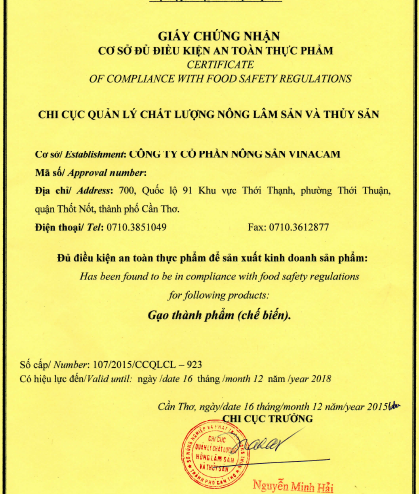 GIẤY CHỨNG NHẬN
CƠ SỞ ĐỦ ĐIỀU KIỆN AN TOÀN THỰC PHẨM
CERTIFICATE
OF COMPLIANCE WITH FOOD SAFETY REGULATIONS
CHI CỤC QUẢN LÝ CHẤT LƯỢNG NÔNG LÂM SẢN VÀ THỦY SẢN
Cơ sở/ Establishment: CÔNG TY CỔ PHẦN NÔNG SẢN VINACAM
Mã số/ Approval number:
Địa chỉ/ Address: 700, Quốc lộ 91 Khu vực Thới Thạnh, phường Thới Thuận,
quận Thốt Nốt, thành phố Cần Thơ.
Điện thoại/ Tel: 0710.3851049 Fax: 0710.3612877
Đủ điều kiện an toàn thực phẩm để sản xuất kinh doanh sản phẩm:
Has been found to be in compliance with food safety regulations
for following products:
Gạo thành phẩm (chế biến).
Số cấp/ Number: 107/2015/CCQLCL – 923
Có hiệu lực đến/Valid until: ngày /date 16 tháng /month 12 năm /year 2018
Cần Thơ, ngày/date 16 tháng/month 12 năm/year 2015
CHI CỤC TRƯỞNG
CHI CỤC
QUẢN LÝ CHẤT LƯỢNG
NÔNG LÂM SẢN
VÀ THỦY SẢN
Nguyễn Minh Hải